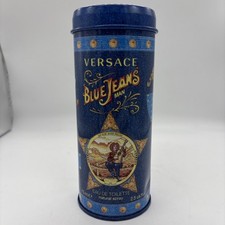 VERSACE
BLUE JEANS
MAN
EAU DE TOILETTE